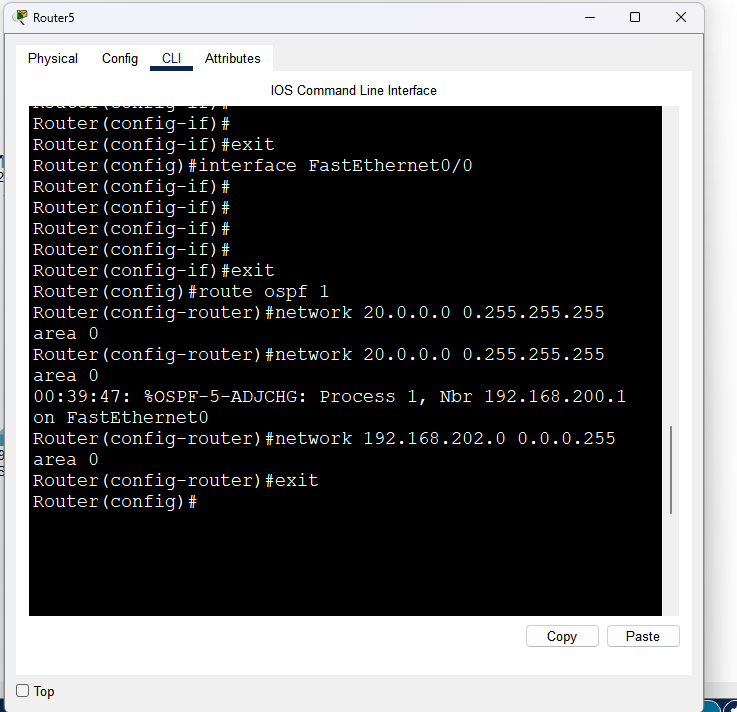 Router5
Physical Config CLI Attributes
IOS Command Line Interface
Router(config-if)#
Router(config-if)#
Router(config-if)#exit
Router(config)#interface FastEthernet0/0
Router(config-if)#
Router(config-if)#
Router(config-if)#
Router(config-if)#
Router(config-if)#exit
Router(config)#route ospf 1
Router(config-router)#network 20.0.0.0 0.255.255.255
area 0
Router(config-router)#network 20.0.0.0 0.255.255.255
area 0
00:39:47: %OSPF-5-ADJCHG: Process 1, Nbr 192.168.200.1
on FastEthernet0
Router(config-router)#network 192.168.202.0 0.0.0.255
area 0
Router(config-router)#exit
Router(config)#
Copy Paste
Top